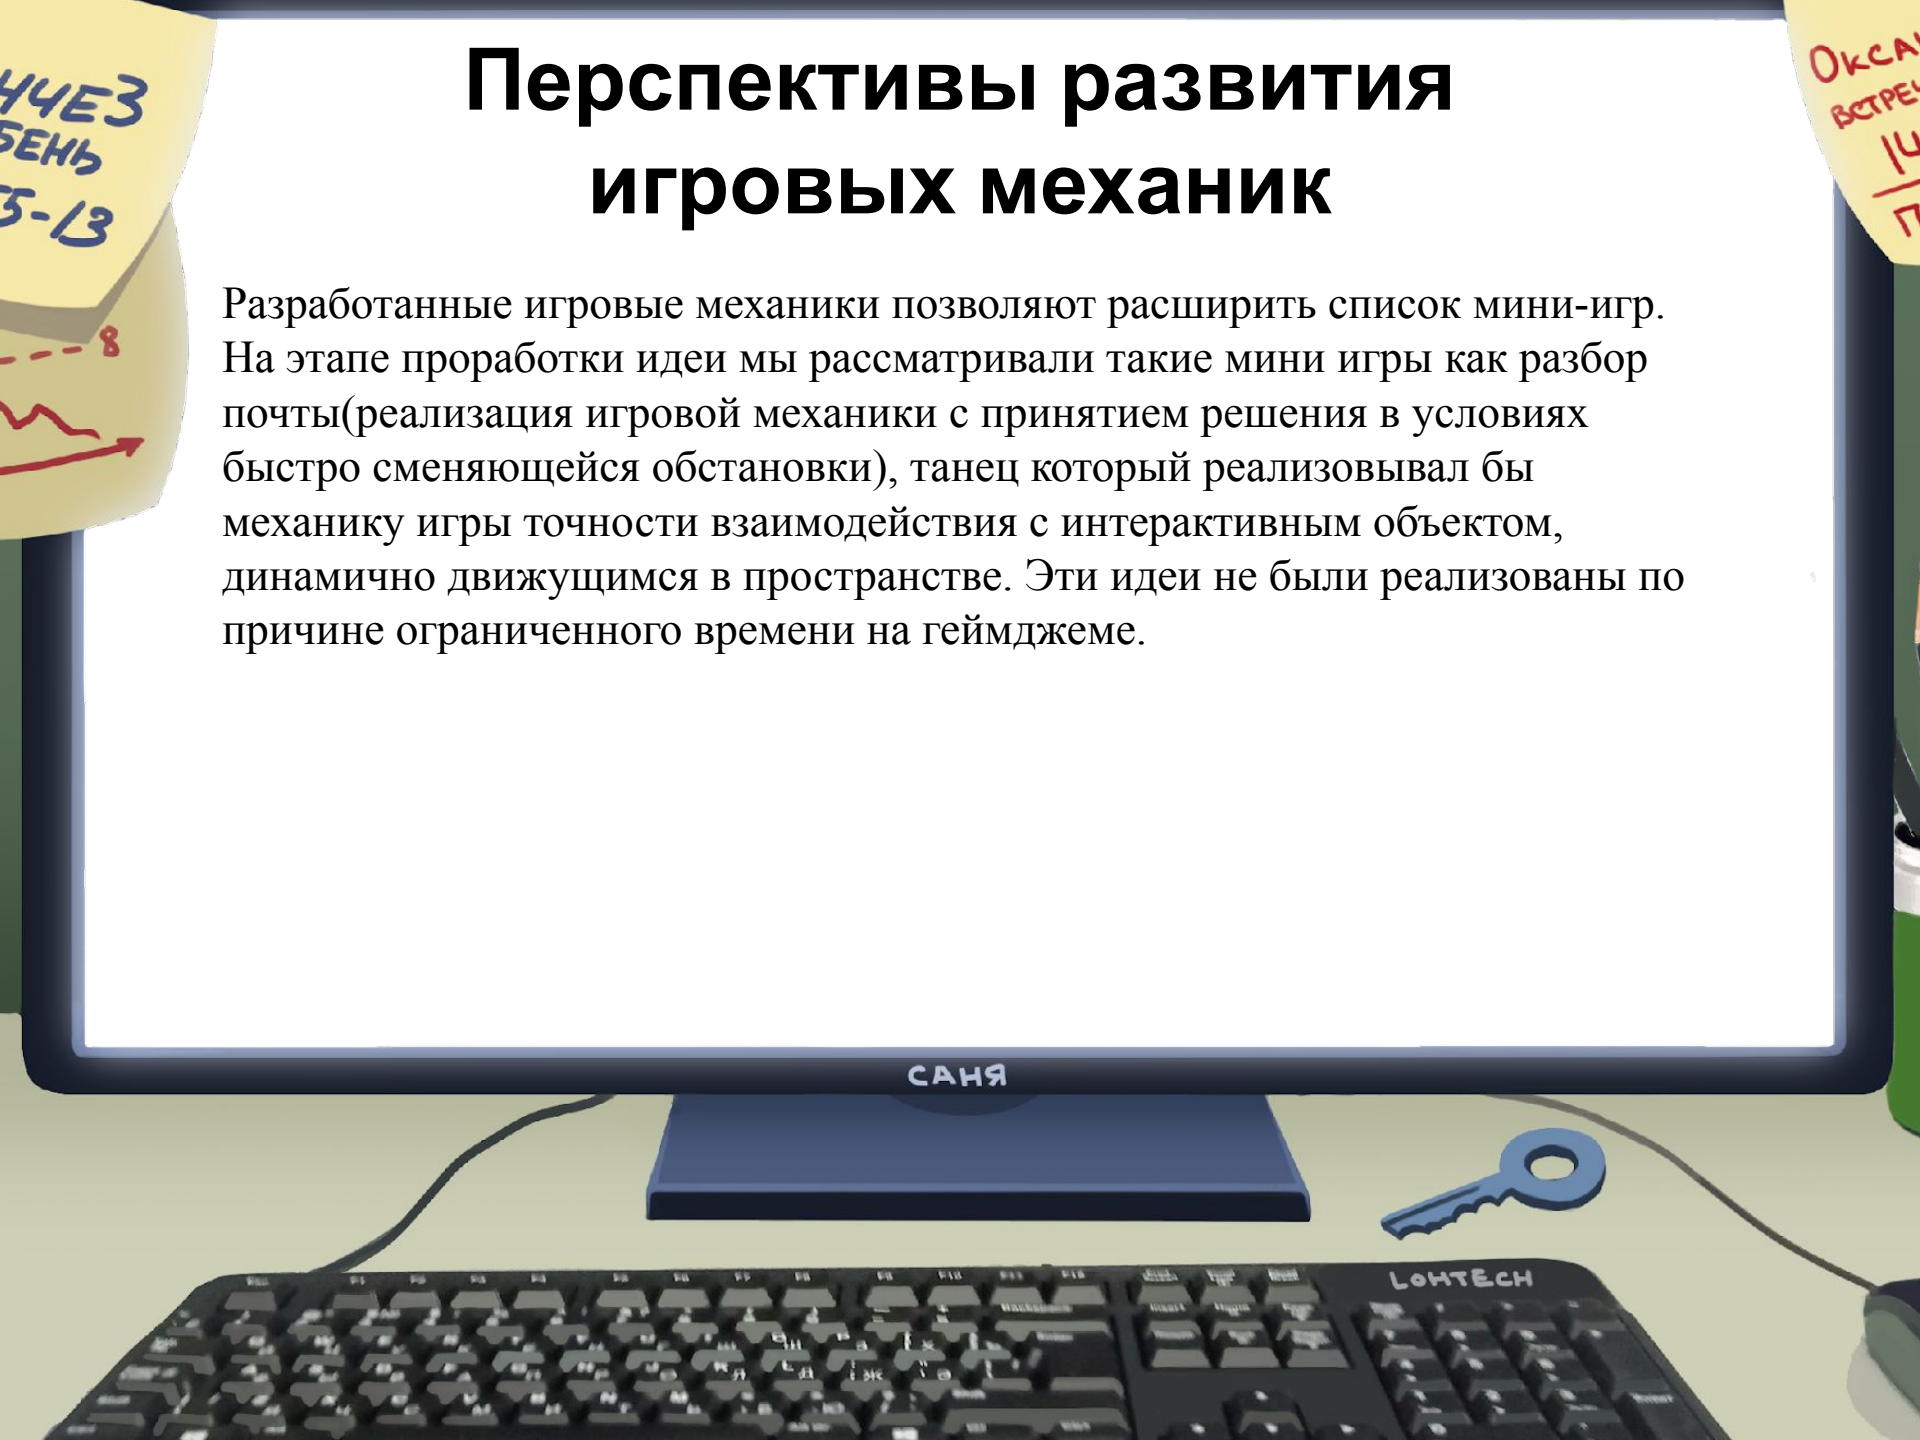 Перспективы развития
игровых механик
Разработанные игровые механики позволяют расширить список мини-игр.
На этапе проработки идеи мы рассматривали такие мини игры как разбор
почты(реализация игровой механики с принятием решения в условиях
быстро сменяющейся обстановки), танец который реализовывал бы
механику игры точности взаимодействия с интерактивным объектом,
динамично движущимся в пространстве. Эти идеи не были реализованы по
причине ограниченного времени на геймджеме.
8
САНЯ
LOHTECH